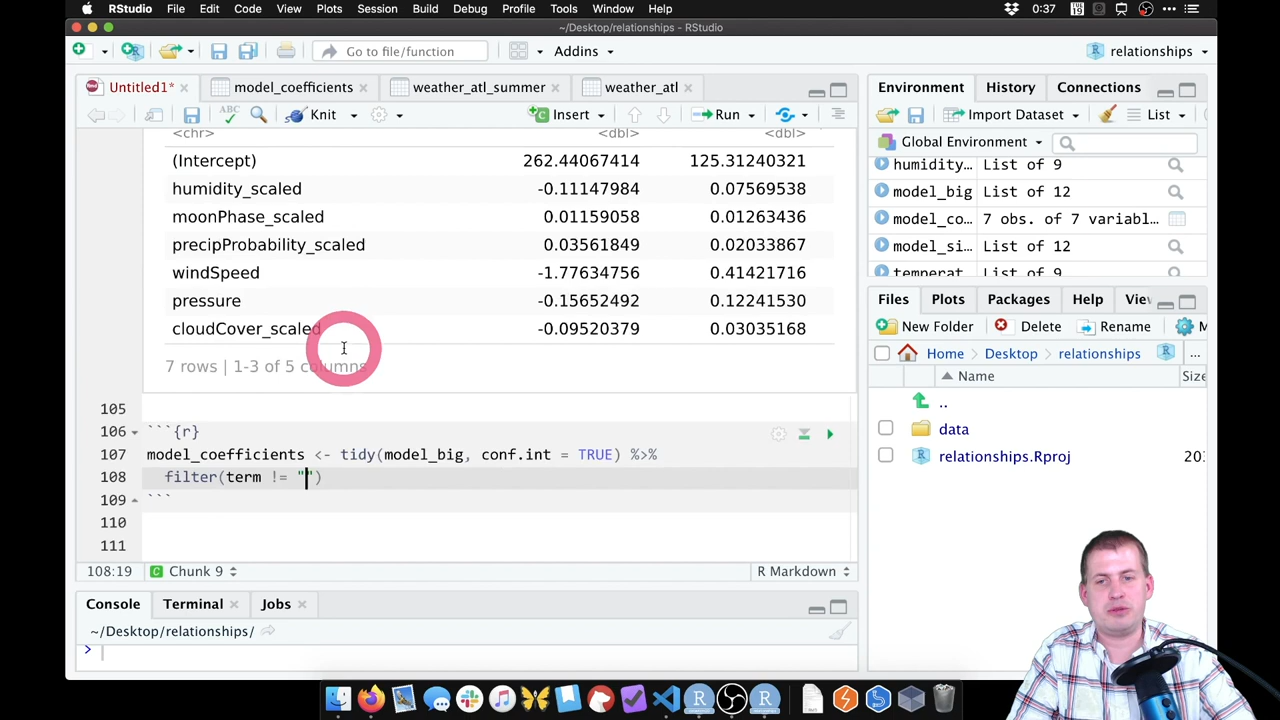 RStudio File Edit Code View Plots Session Build Debug Profile Tools Window Help 0:37
~/Desktop/relationships - RStudio
Go to file/function Addins relationships
Untitled1* model_coefficients weather_atl_summer weather_atl
Knit Insert Run
<chr> <dbl> <dbl>
(Intercept) 262.44067414 125.31240321
humidity_scaled -0.11147984 0.07569538
moonPhase_scaled 0.01159058 0.01263436
precipProbability_scaled 0.03561849 0.02033867
windSpeed -1.77634756 0.41421716
pressure -0.15652492 0.12241530
cloudCover_scaled -0.09520379 0.03035168
7 rows | 1-3 of 5 columns
105
106 ```{r}
107 model_coefficients <- tidy(model_big, conf.int = TRUE) %>%
108 filter(term != "")
109 ```
110
111
108:19 Chunk 9 R Markdown
Console Terminal Jobs
~/Desktop/relationships/
>
Environment History Connections
Import Dataset List
Global Environment
humidity… List of 9
model_big List of 12
model_co… 7 obs. of 7 variabl…
model_si… List of 12
temperat… List of 9
Files Plots Packages Help
New Folder Delete Rename
Home Desktop relationships ...
Name Size
..
data
relationships.Rproj 20